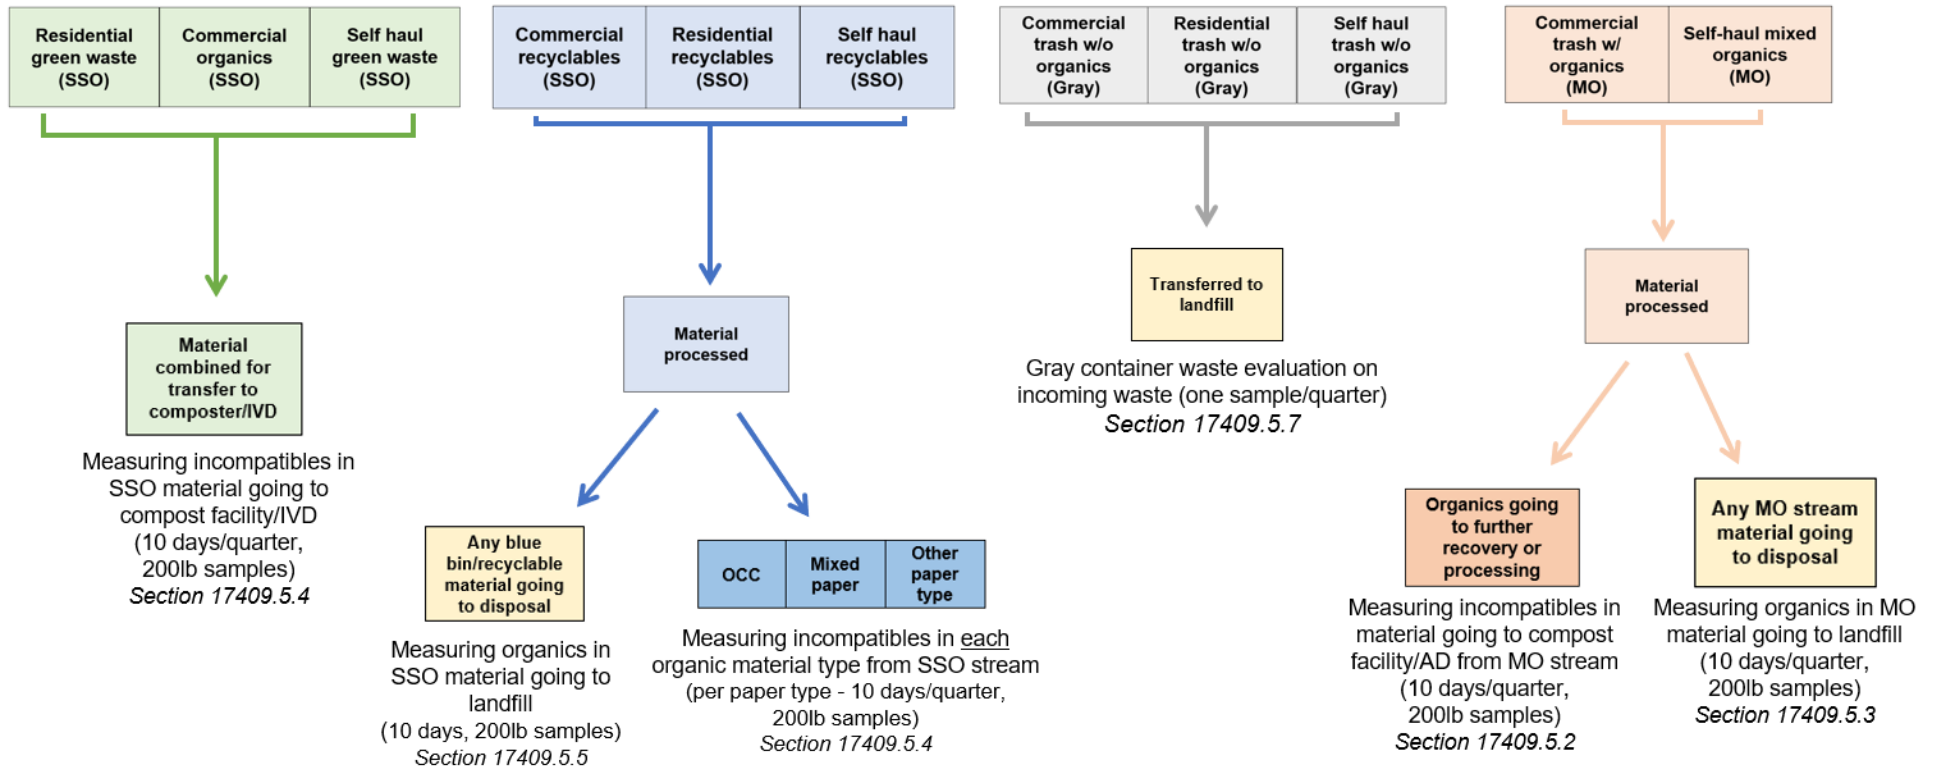 Residential
green waste
(SSO)
Commercial
organics
(SSO)
Self haul
green waste
(SSO)
Material
combined for
transfer to
composter/IVD
Measuring incompatibles in
SSO material going to
compost facility/IVD
(10 days/quarter,
200lb samples)
Section 17409.5.4
Commercial
recyclables
(SSO)
Residential
recyclables
(SSO)
Self haul
recyclables
(SSO)
Material
processed
Any blue
bin/recyclable
material going
to disposal
Measuring organics in
SSO material going to
landfill
(10 days, 200lb samples)
Section 17409.5.5
OCC
Mixed
paper
Other
paper
type
Measuring incompatibles in each
organic material type from SSO stream
(per paper type - 10 days/quarter,
200lb samples)
Section 17409.5.4
Commercial
trash w/o
organics
(Gray)
Residential
trash w/o
organics
(Gray)
Self haul
trash w/o
organics
(Gray)
Transferred to
landfill
Gray container waste evaluation on
incoming waste (one sample/quarter)
Section 17409.5.7
Commercial
trash w/
organics
(MO)
Self-haul mixed
organics
(MO)
Material
processed
Organics going
to further
recovery or
processing
Measuring incompatibles in
material going to compost
facility/AD from MO stream
(10 days/quarter,
200lb samples)
Section 17409.5.2
Any MO stream
material going
to disposal
Measuring organics in MO
material going to landfill
(10 days/quarter,
200lb samples)
Section 17409.5.3